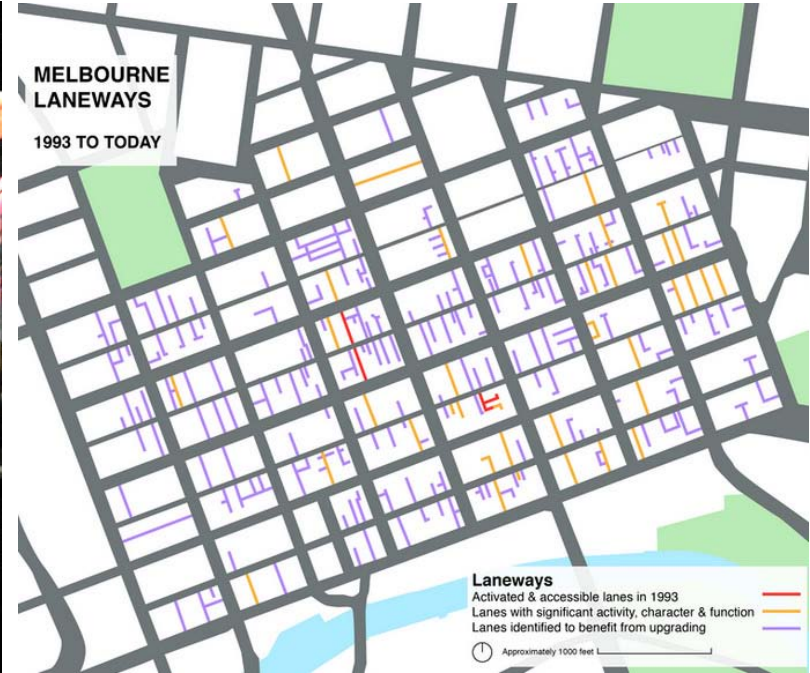 MELBOURNE
LANEWAYS
1993 TO TODAY
Laneways
Activated & accessible lanes in 1993
Lanes with significant activity, character & function
Lanes identified to benefit from upgrading
Approximately 1000 feet